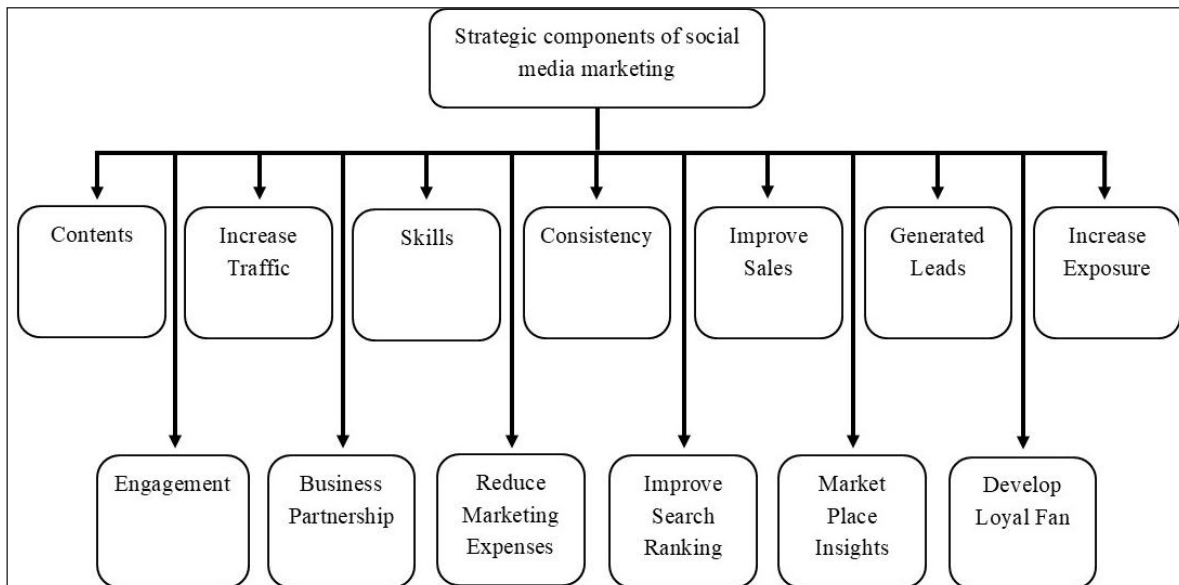 Strategic components of social
media marketing
Contents
Increase
Traffic
Skills
Consistency
Improve
Sales
Generated
Leads
Increase
Exposure
Engagement
Business
Partnership
Reduce
Marketing
Expenses
Improve
Search
Ranking
Market
Place
Insights
Develop
Loyal Fan